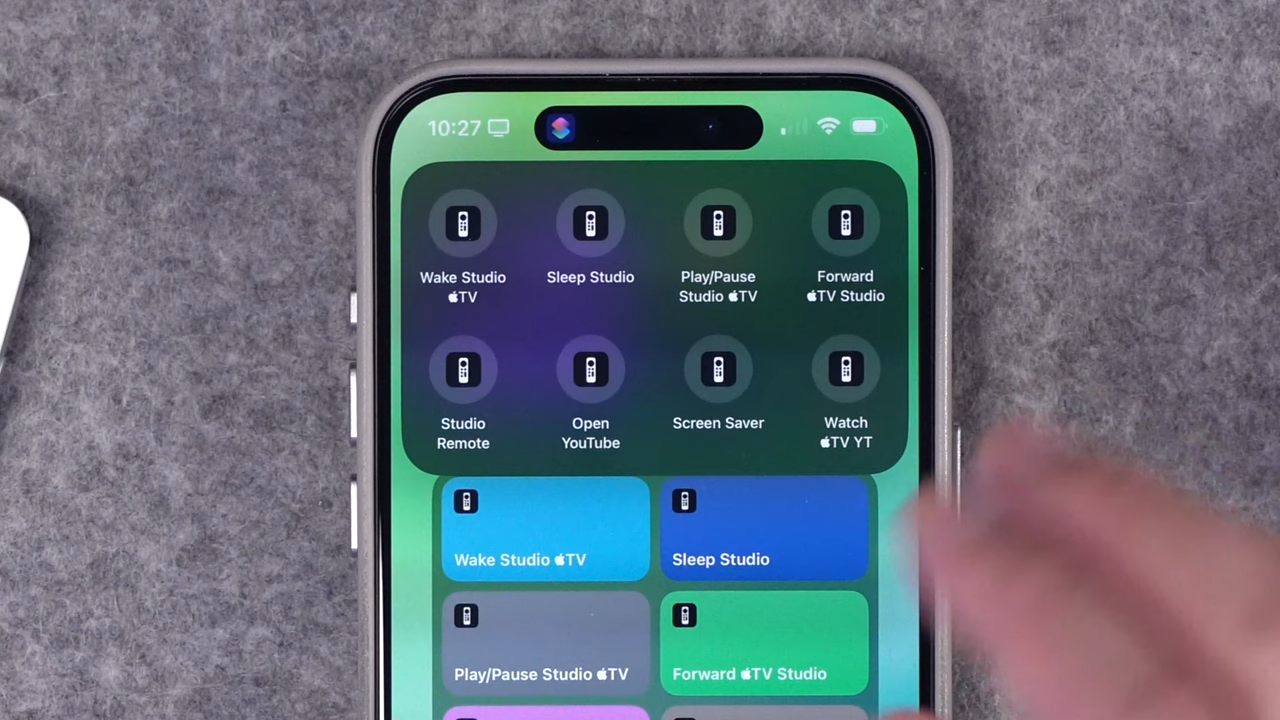 10:27
Wake Studio
TV
Sleep Studio
Play/Pause
Studio TV
Forward
TV Studio
Studio
Remote
Open
YouTube
Screen Saver
Watch
TV YT
Wake Studio TV
Sleep Studio
Play/Pause Studio TV
Forward TV Studio